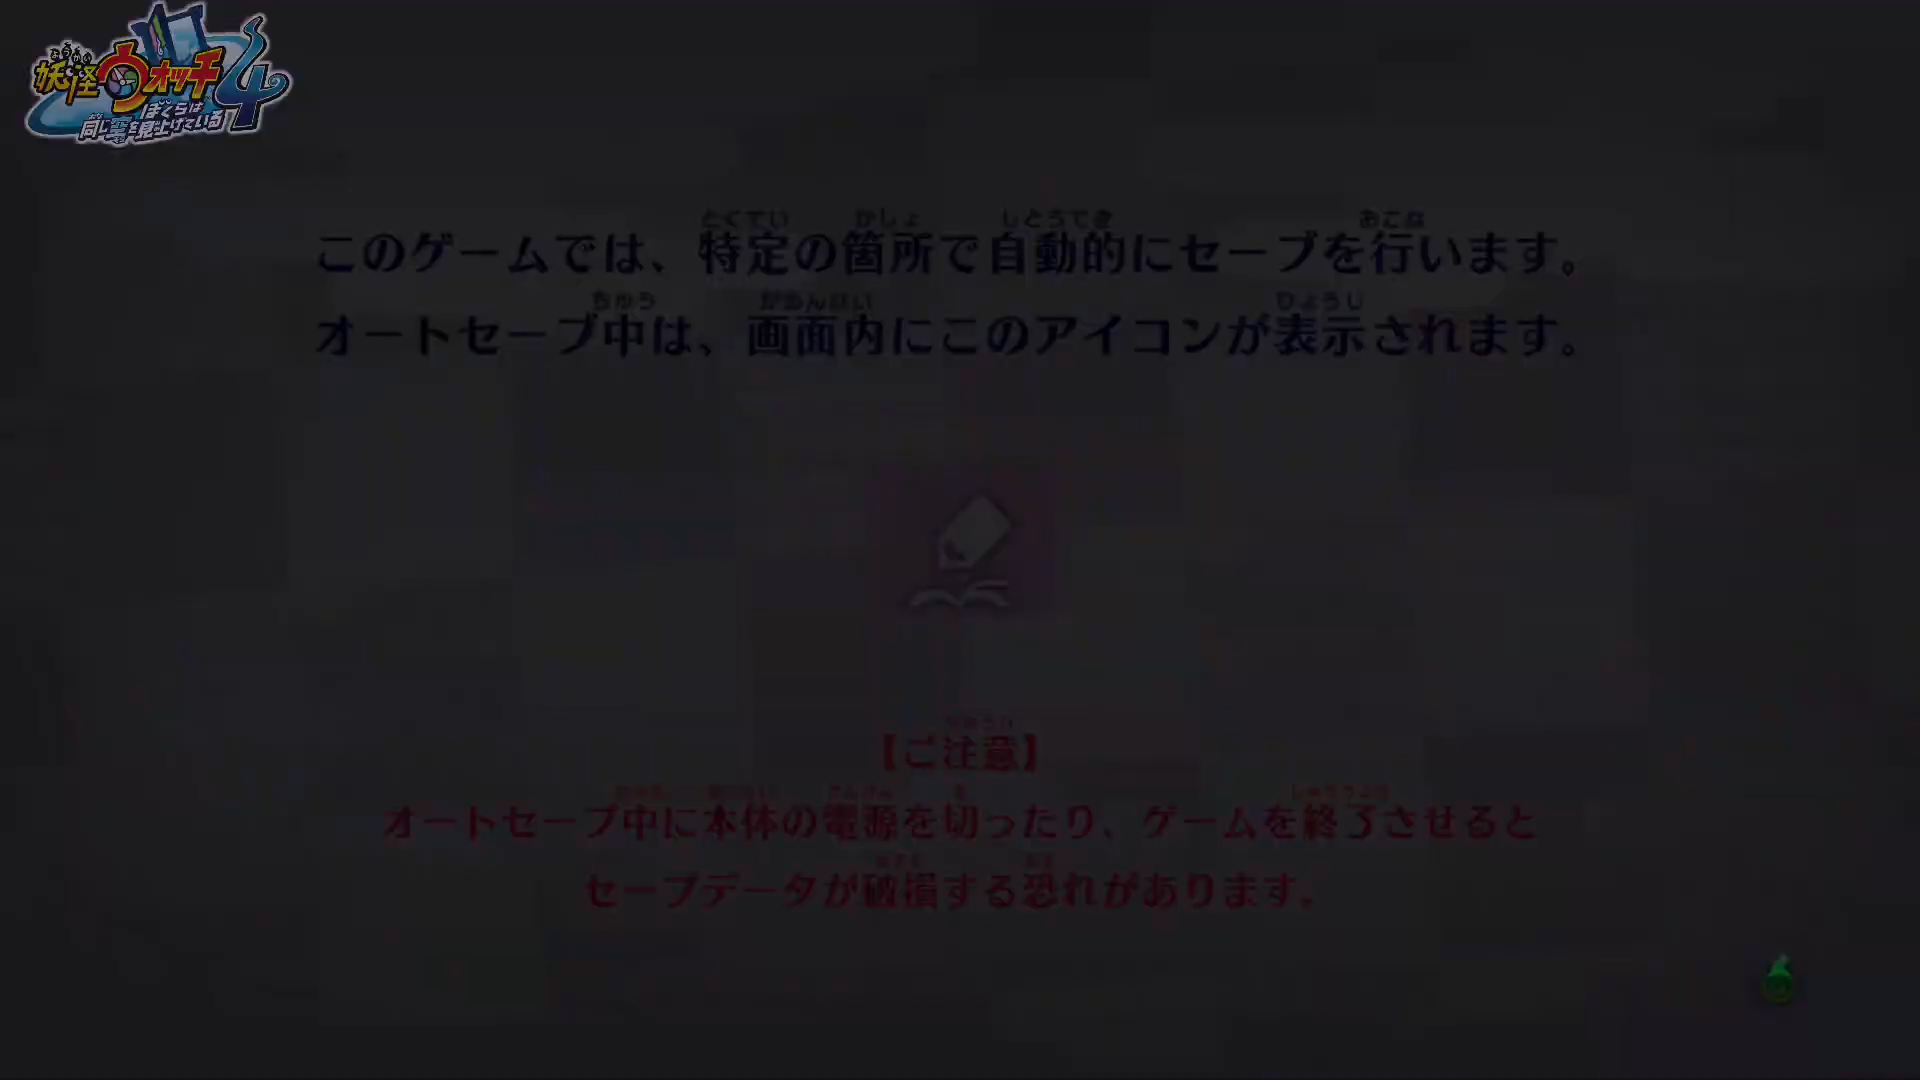 妖怪ウォッチ4
ぼくらは
同じ空を見上げている
このゲームでは、特定の箇所で自動的にセーブを行います。
オートセーブ中は、画面内にこのアイコンが表示されます。
【ご注意】
オートセーブ中に本体の電源を切ったり、ゲームを終了させると
セーブデータが破損する恐れがあります。